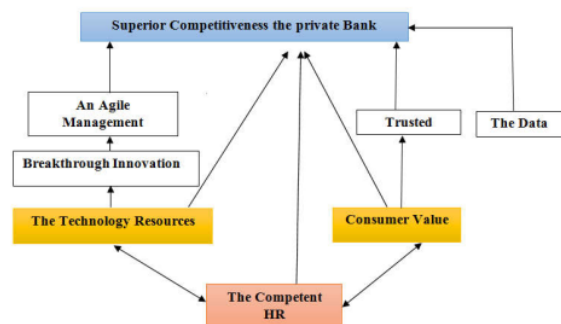 Superior Competitiveness the private Bank
An Agile
Management
Trusted
The Data
Breakthrough Innovation
The Technology Resources
Consumer Value
The Competent
HR